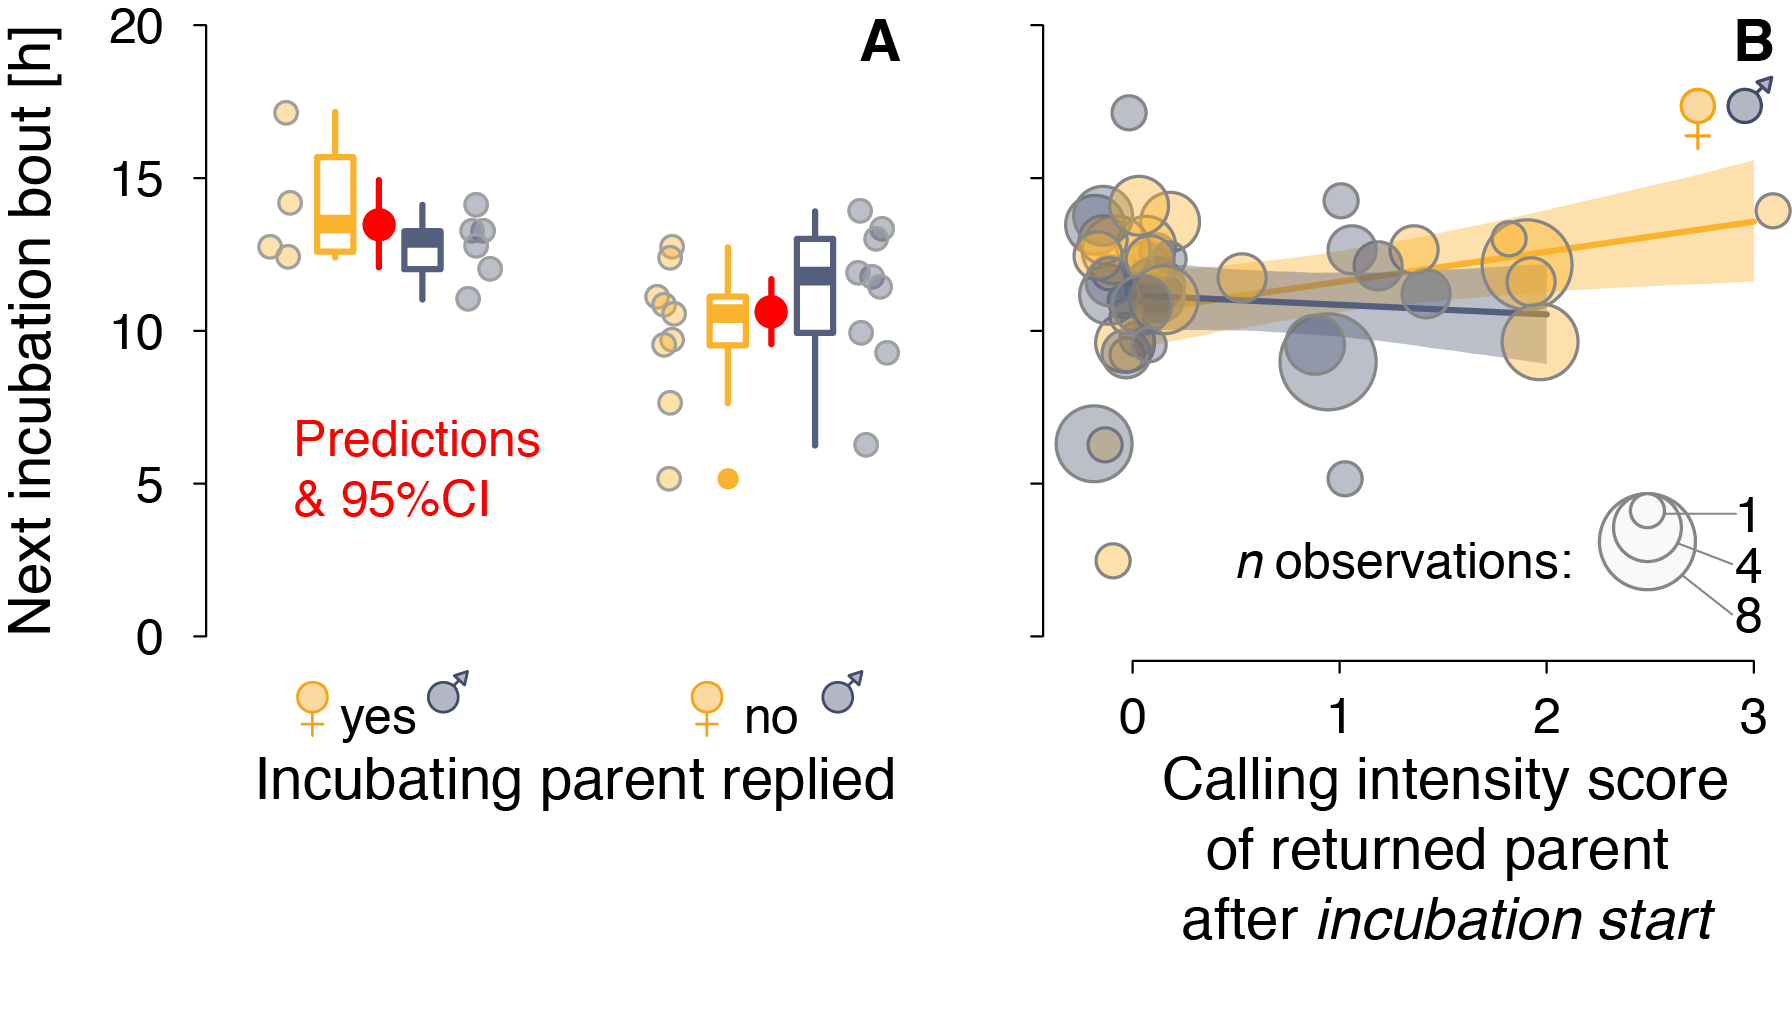 A
B
Next incubation bout [h]
20
15
10
5
0
Predictions
& 95%CI
♀ yes ♂
♀ no ♂
Incubating parent replied
♀ ♂
n observations:
1
4
8
0 1 2 3
Calling intensity score
of returned parent
after incubation start